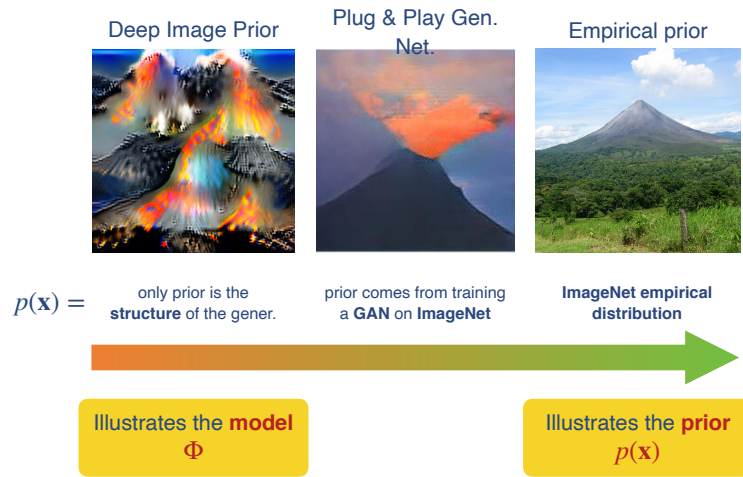 Deep Image Prior
Plug & Play Gen.
Net.
Empirical prior
p(x) =
only prior is the
structure of the gener.
prior comes from training
a GAN on ImageNet
ImageNet empirical
distribution
Illustrates the model
Φ
Illustrates the prior
p(x)